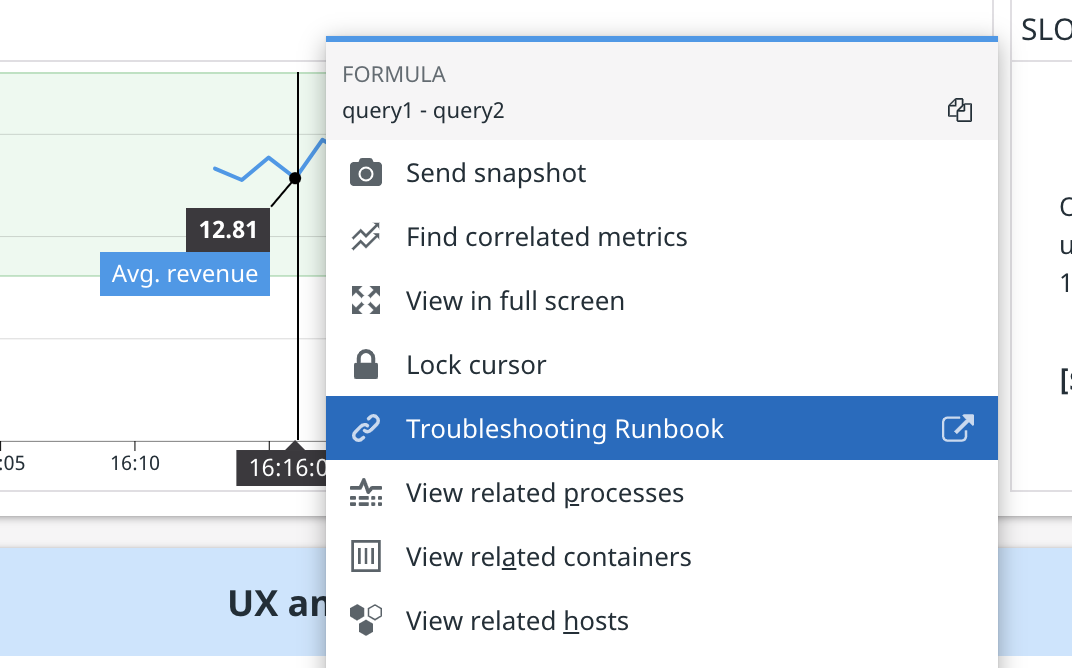 SLO
FORMULA
query1 - query2
Send snapshot
12.81
Find correlated metrics
Avg. revenue
View in full screen
Lock cursor
Troubleshooting Runbook
:05
16:10
16:16:0
View related processes
View related containers
UX an
View related hosts